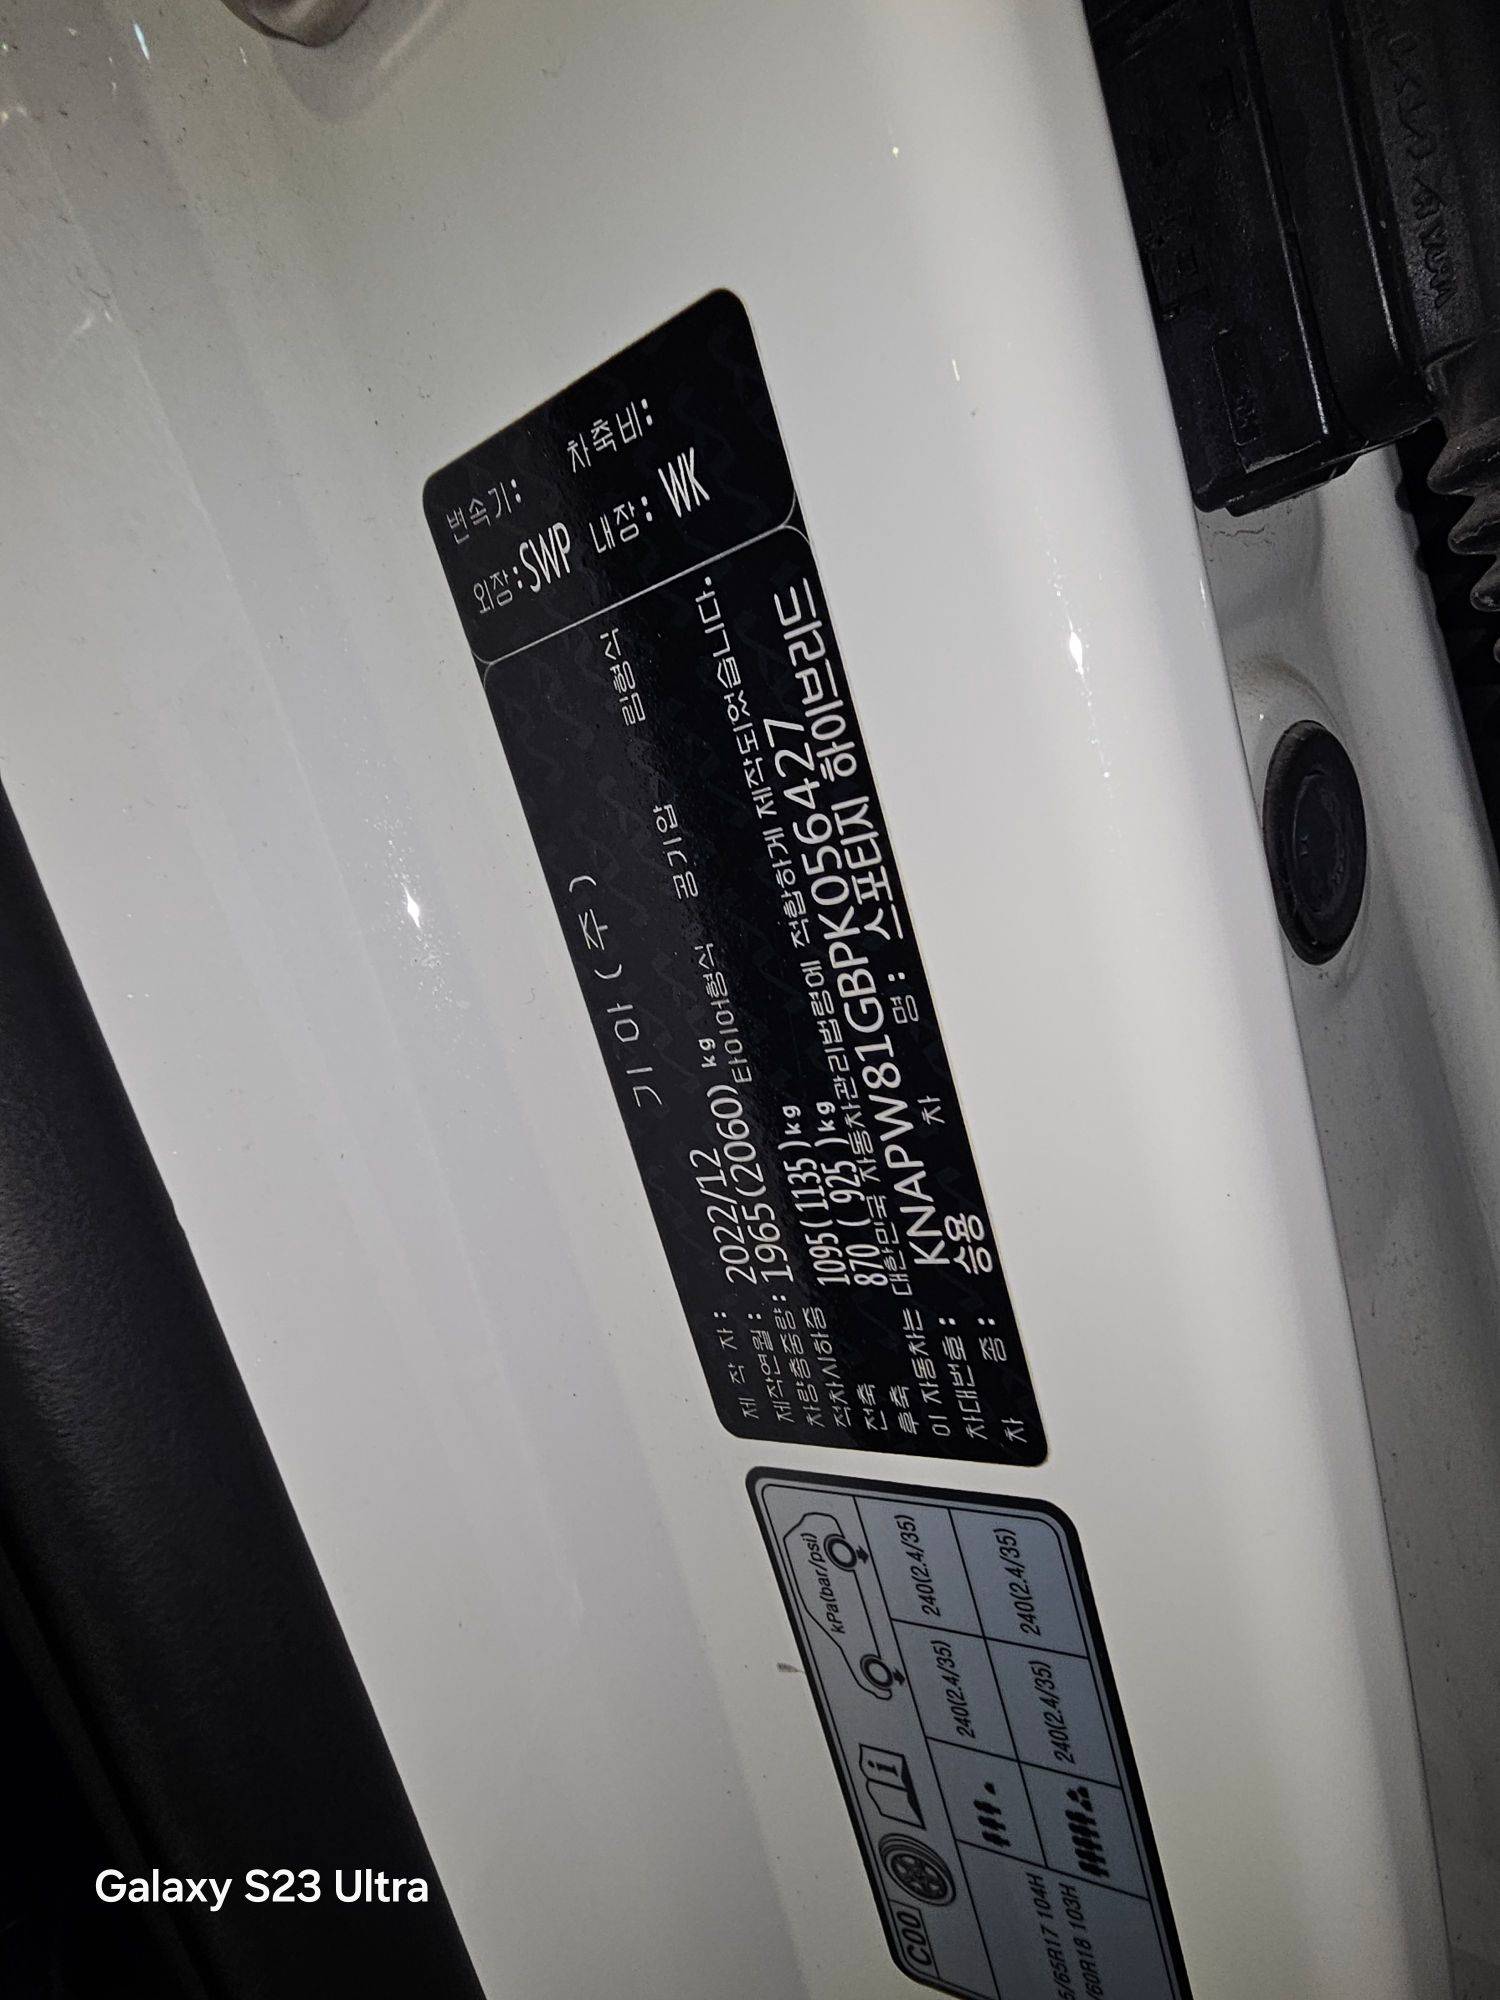 제 작 자: 기 아 ( 주 )
제작연월: 2022/12
차량총중량: 1965(2060) kg
적차시하중 타이어형식 공기압 림형식
전축 1095(1135)kg
후축 870 ( 925 )kg
이 자동차는 대한민국 자동차관리법령에 적합하게 제작되었습니다.
차대번호: KNAPW81GBPK056427
차 종: 승용 차 명: 스포티지 하이브리드
변속기: 차축비:
외장:SWP 내장: WK
C00 kPa(bar/psi)
5/65R17 104H 240(2.4/35) 240(2.4/35)
/60R18 103H 240(2.4/35) 240(2.4/35)
Galaxy S23 Ultra